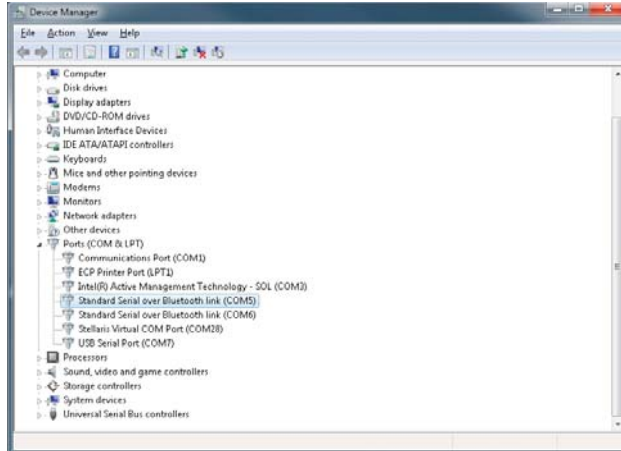 Device Manager
File Action View Help
Computer
Disk drives
Display adapters
DVD/CD-ROM drives
Human Interface Devices
IDE ATA/ATAPI controllers
Keyboards
Mice and other pointing devices
Modems
Monitors
Network adapters
Other devices
Ports (COM & LPT)
Communications Port (COM1)
ECP Printer Port (LPT1)
Intel(R) Active Management Technology - SOL (COM3)
Standard Serial over Bluetooth link (COM5)
Standard Serial over Bluetooth link (COM6)
Stellaris Virtual COM Port (COM28)
USB Serial Port (COM7)
Processors
Sound, video and game controllers
Storage controllers
System devices
Universal Serial Bus controllers